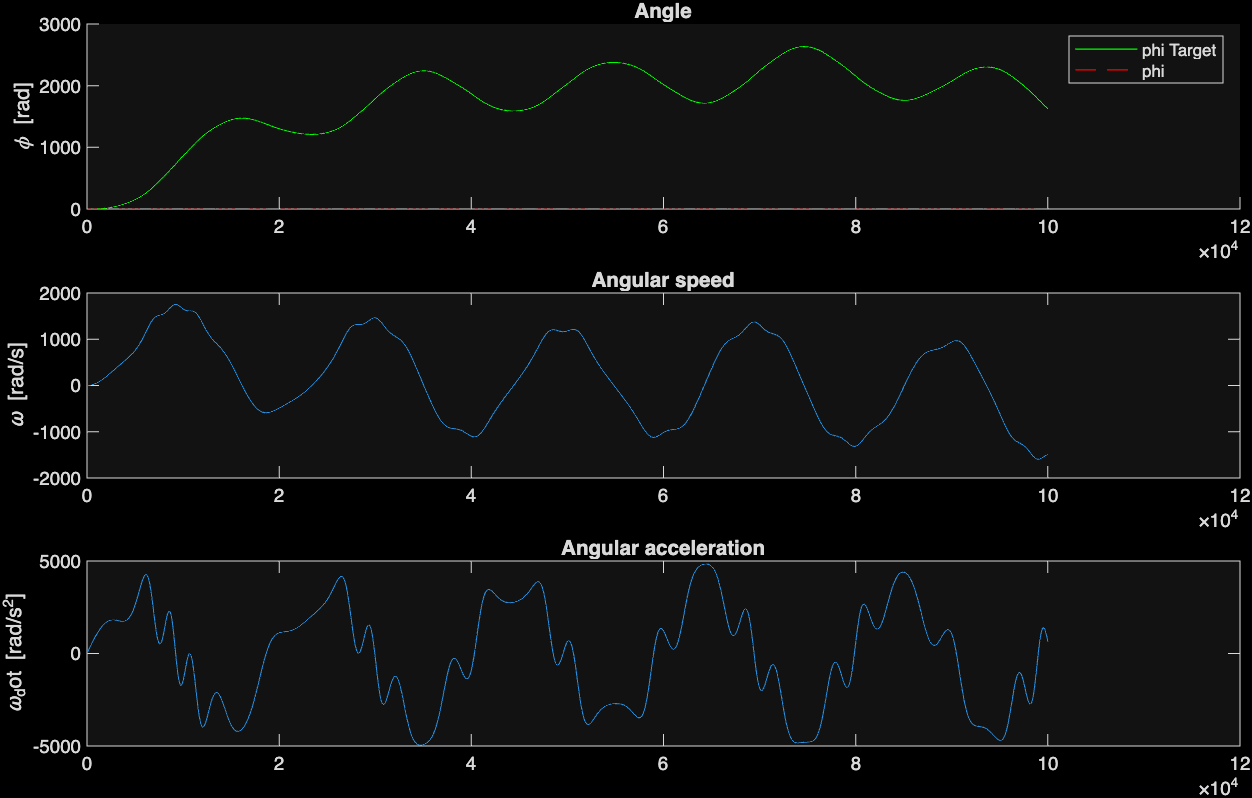 Angle
3000
2000
1000
0
ϕ [rad]
phi Target
phi
0 2 4 6 8 10 12
×10⁴
Angular speed
2000
1000
0
-1000
-2000
ω [rad/s]
0 2 4 6 8 10 12
×10⁴
Angular acceleration
5000
0
-5000
ω_dot [rad/s²]
0 2 4 6 8 10 12
×10⁴